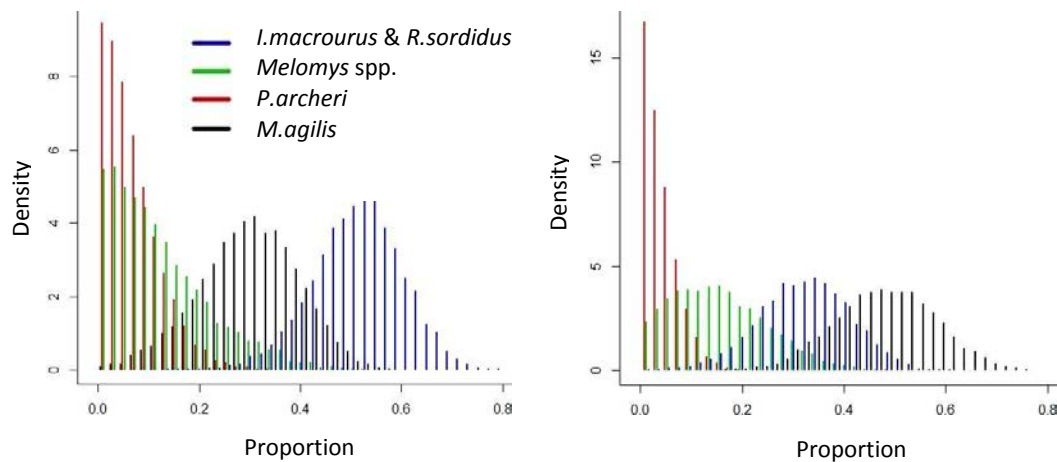 I.macrourus & R.sordidus
Melomys spp.
P.archeri
M.agilis
Density
8
6
4
2
0
0.0 0.2 0.4 0.6 0.8
Proportion
Density
15
10
5
0
0.0 0.2 0.4 0.6 0.8
Proportion